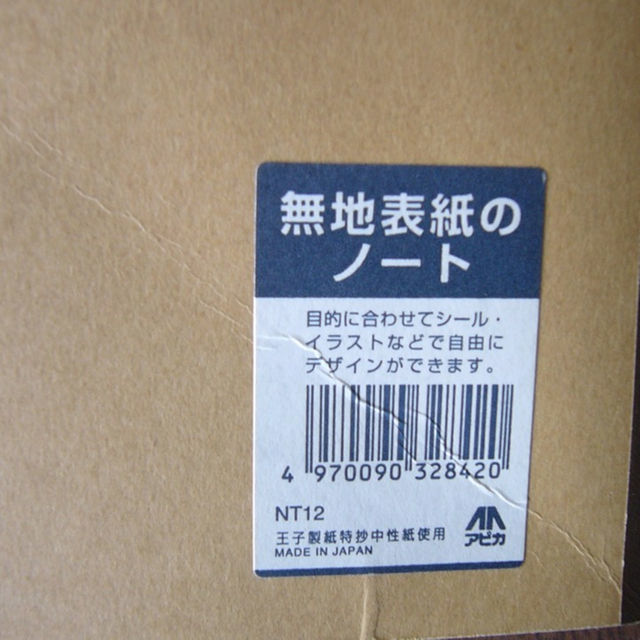 無地表紙の
ノート
目的に合わせてシール・
イラストなどで自由に
デザインができます。
4 970090 328420
NT12
王子製紙特抄中性紙使用
MADE IN JAPAN
アピカ